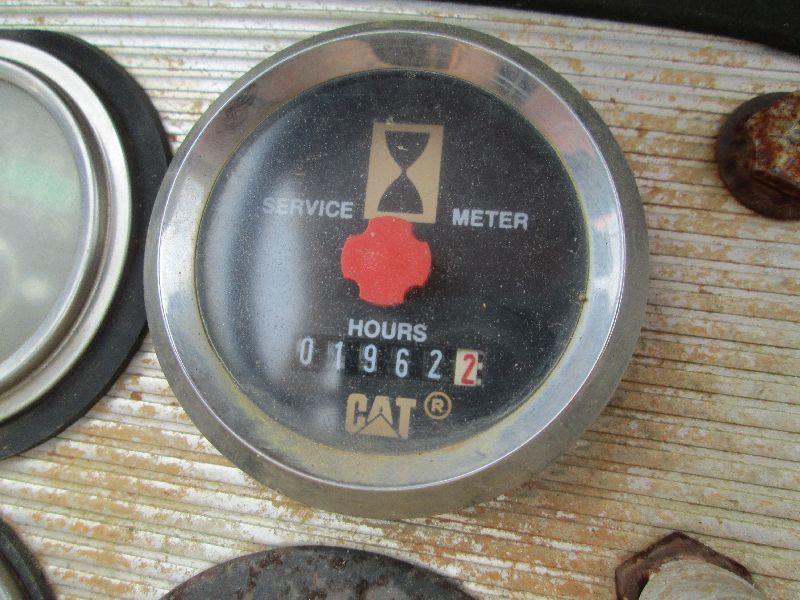 SERVICE METER
HOURS
019622
CAT®